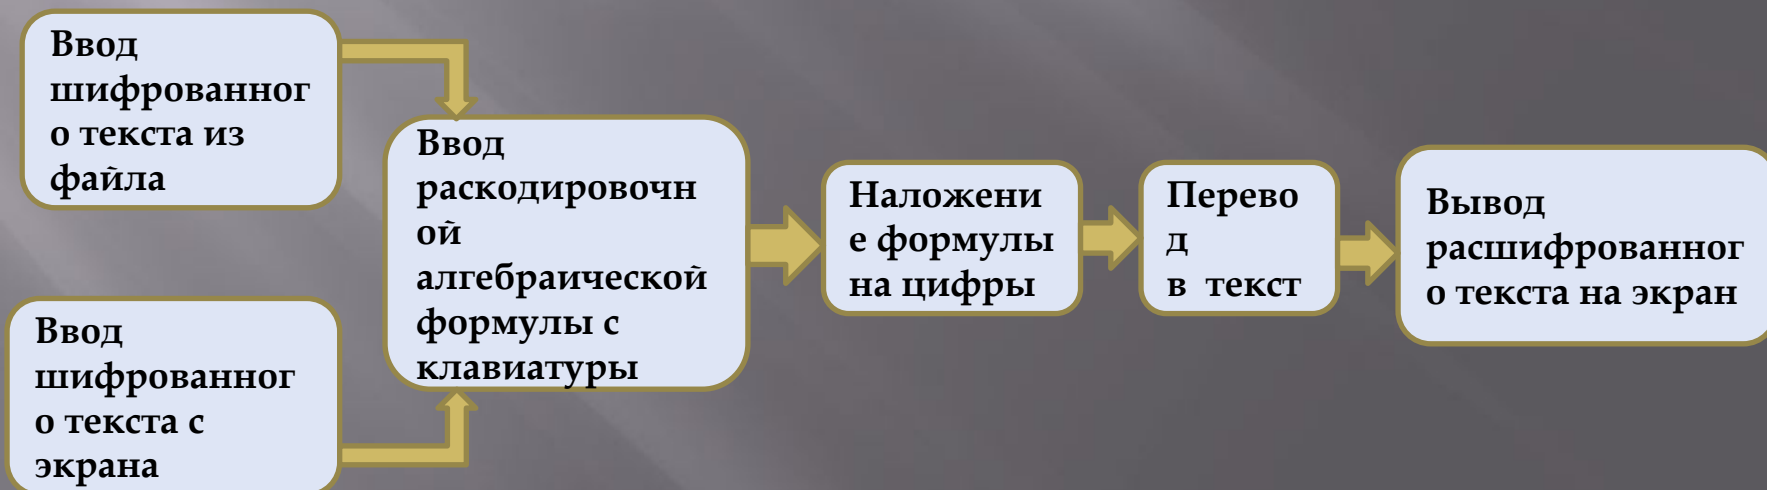 Ввод
шифрованног
о текста из
файла
Ввод
шифрованног
о текста с
экрана
Ввод
раскодировочн
ой
алгебраической
формулы с
клавиатуры
Наложени
е формулы
на цифры
Перево
д
в  текст
Вывод
расшифрованног
о текста на экран